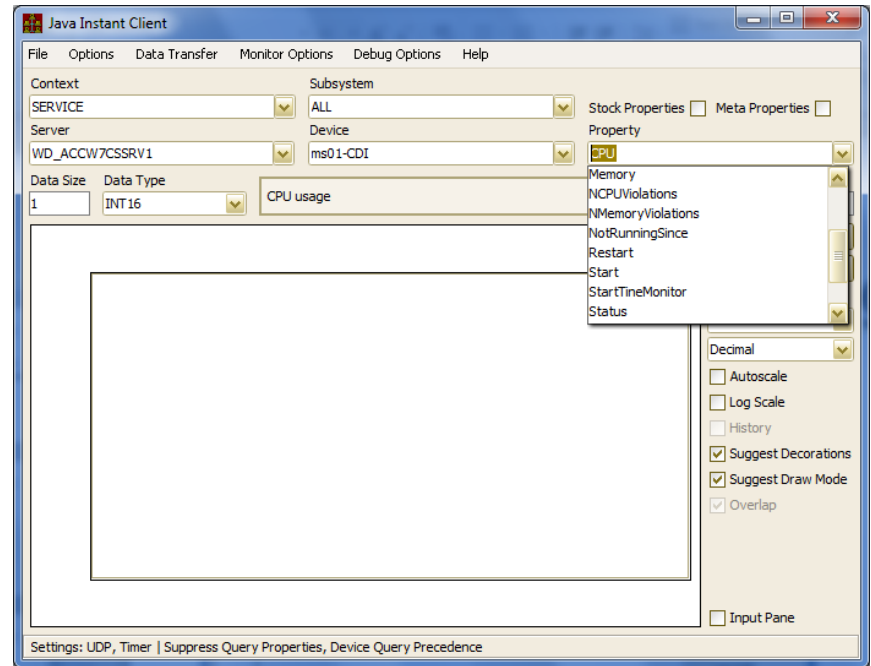 Java Instant Client
File Options Data Transfer Monitor Options Debug Options Help
Context Subsystem
SERVICE ALL Stock Properties Meta Properties
Server Device Property
WD_ACCW7CSSRV1 ms01-CDI CPU
Data Size Data Type
1 INT16 CPU usage
Memory
NCPUViolations
NMemoryViolations
NotRunningSince
Restart
Start
StartTineMonitor
Status
Decimal
Autoscale
Log Scale
History
Suggest Decorations
Suggest Draw Mode
Overlap
Input Pane
Settings: UDP, Timer | Suppress Query Properties, Device Query Precedence